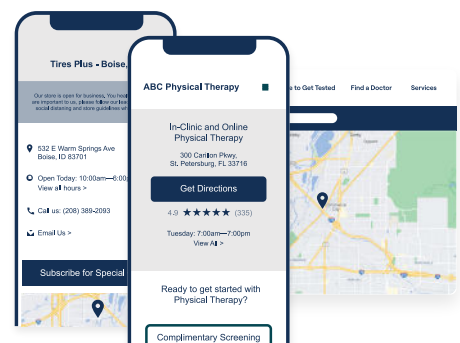 Tires Plus - Boise,
Our store is open for business, You
are important to us, please follow our
social distancing and store guidelines
532 E Warm Springs Ave
Boise, ID 83701
Open Today: 10:00am—6:00
View all hours >
Call us: (208) 389-2093
Email Us >
Subscribe for Special
ABC Physical Therapy
In-Clinic and Online
Physical Therapy
300 Carillon Pkwy,
St. Petersburg, FL 33716
Get Directions
4.9 ★★★★★ (335)
Tuesday: 7:00am—7:00pm
View All >
Ready to get started with
Physical Therapy?
Complimentary Screening
to Get Tested Find a Doctor Services